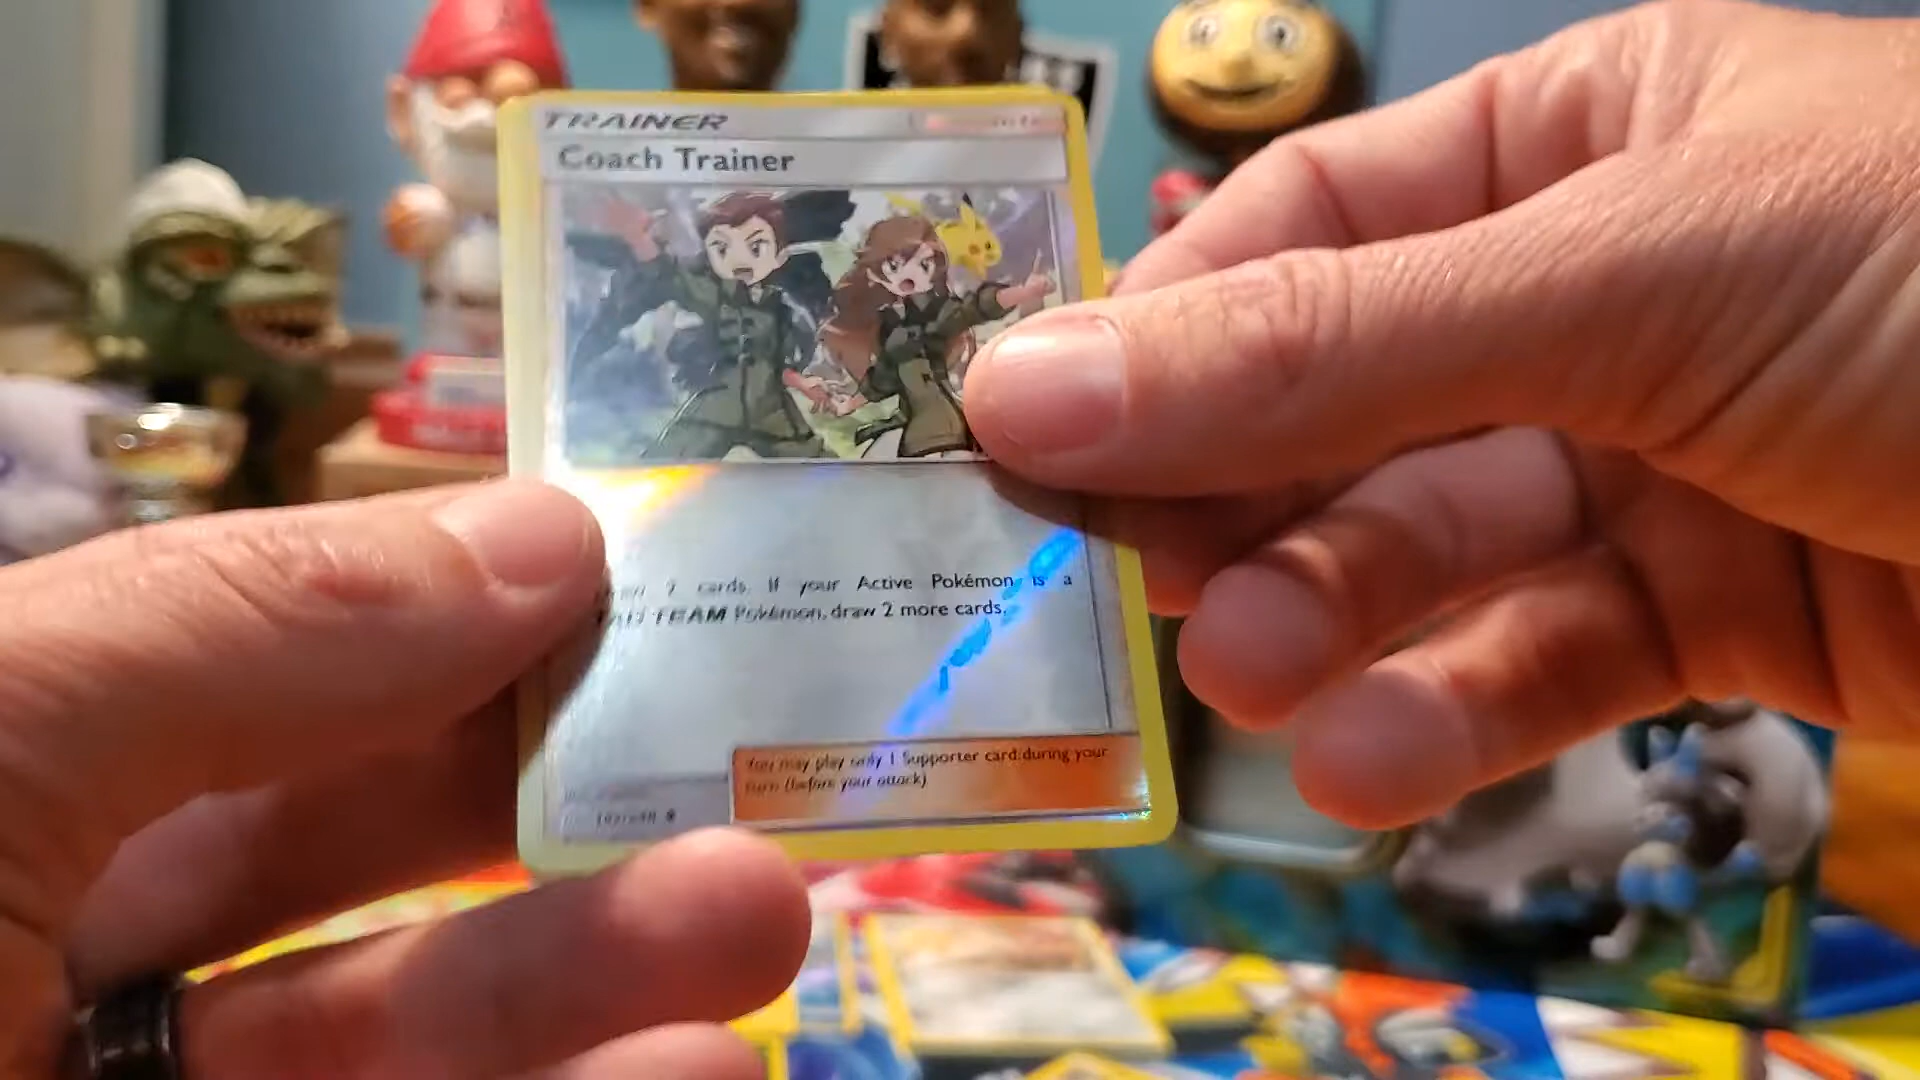 TRAINER
Coach Trainer
cards. If your Active Pokémon is a
TEAM Pokémon, draw 2 more cards.
You may play only 1 Supporter card during your
turn (before your attack).